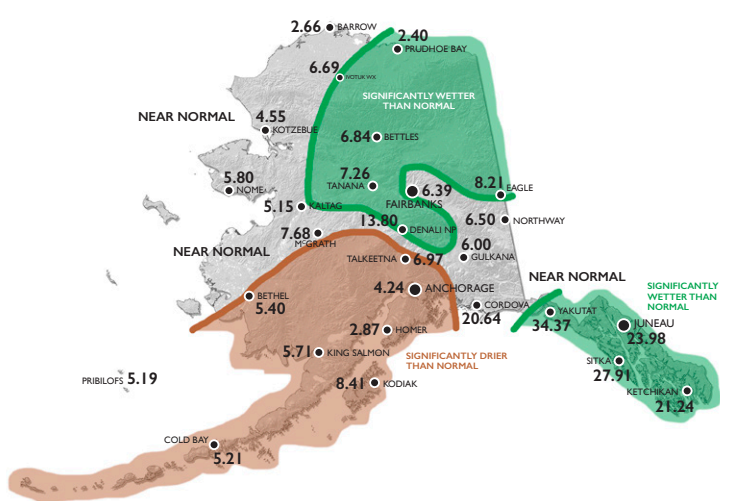 2.66 BARROW
2.40
PRUDHOE BAY
6.69
SIGNIFICANTLY WETTER
THAN NORMAL
NEAR NORMAL
4.55
KOTZEBUE
6.84 BETTLES
5.80
NOME
7.26
TANANA
6.39
FAIRBANKS
8.21 EAGLE
5.15 KALTAG
13.80
DENALI NP
6.50 NORTHWAY
7.68
McGRATH
NEAR NORMAL
6.00
GULKANA
TALKEETNA 6.97
NEAR NORMAL
4.24 ANCHORAGE
BETHEL
5.40
CORDOVA
20.64
SIGNIFICANTLY
WETTER THAN
NORMAL
YAKUTAT
34.37
JUNEAU
23.98
2.87 HOMER
5.71 KING SALMON
SIGNIFICANTLY DRIER
THAN NORMAL
SITKA
27.91
PRIBILOFS 5.19
8.41 KODIAK
KETCHIKAN
21.24
COLD BAY
5.21